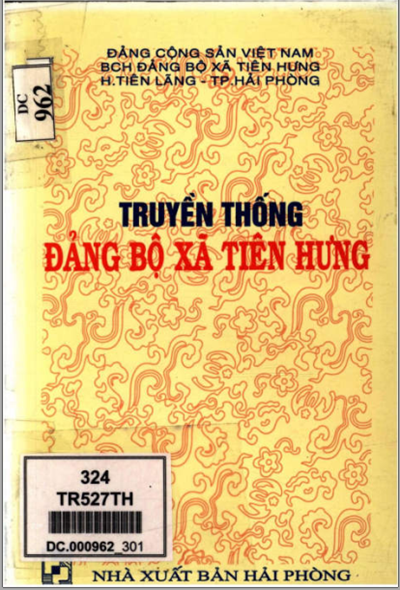 ĐẢNG CỘNG SẢN VIỆT NAM
BCH ĐẢNG BỘ XÃ TIÊN HƯNG
H.TIÊN LÃNG - TP.HẢI PHÒNG
DC
962
TRUYỀN THỐNG
ĐẢNG BỘ XÃ TIÊN HƯNG
324
TR527TH
DC.000962_301
NHÀ XUẤT BẢN HẢI PHÒNG